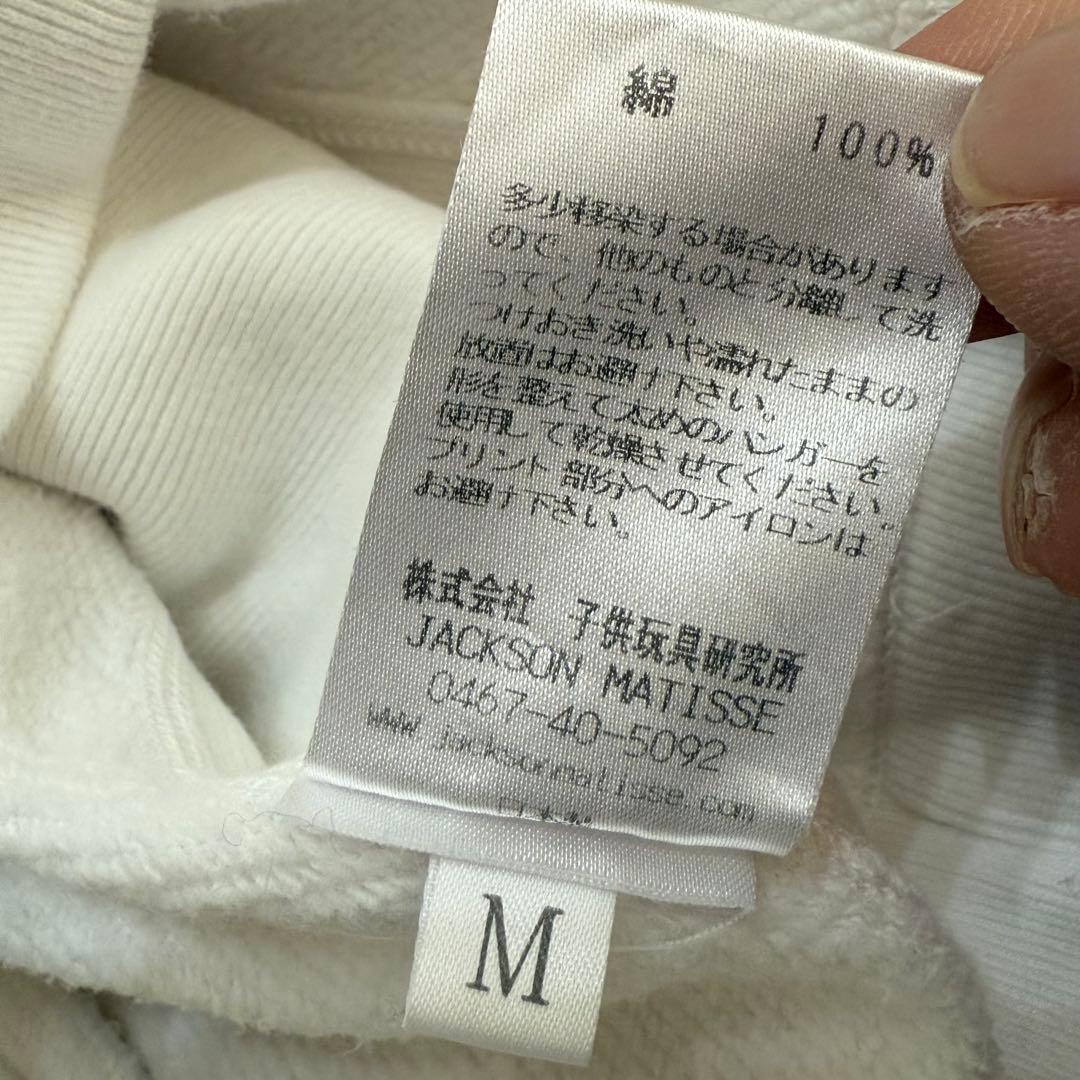 綿
100%
多少移染する場合があります
ので、他のものと分離して洗
ってください。
つけおき洗いや濡れたままの
放置はお避け下さい。
形を整えて太めのハンガーを
使用して乾燥させてください。
プリント部分へのアイロンは
お避け下さい。
株式会社 子供玩具研究所
JACKSON MATISSE
0467-40-5092
www.jacksonmatisse.com
M